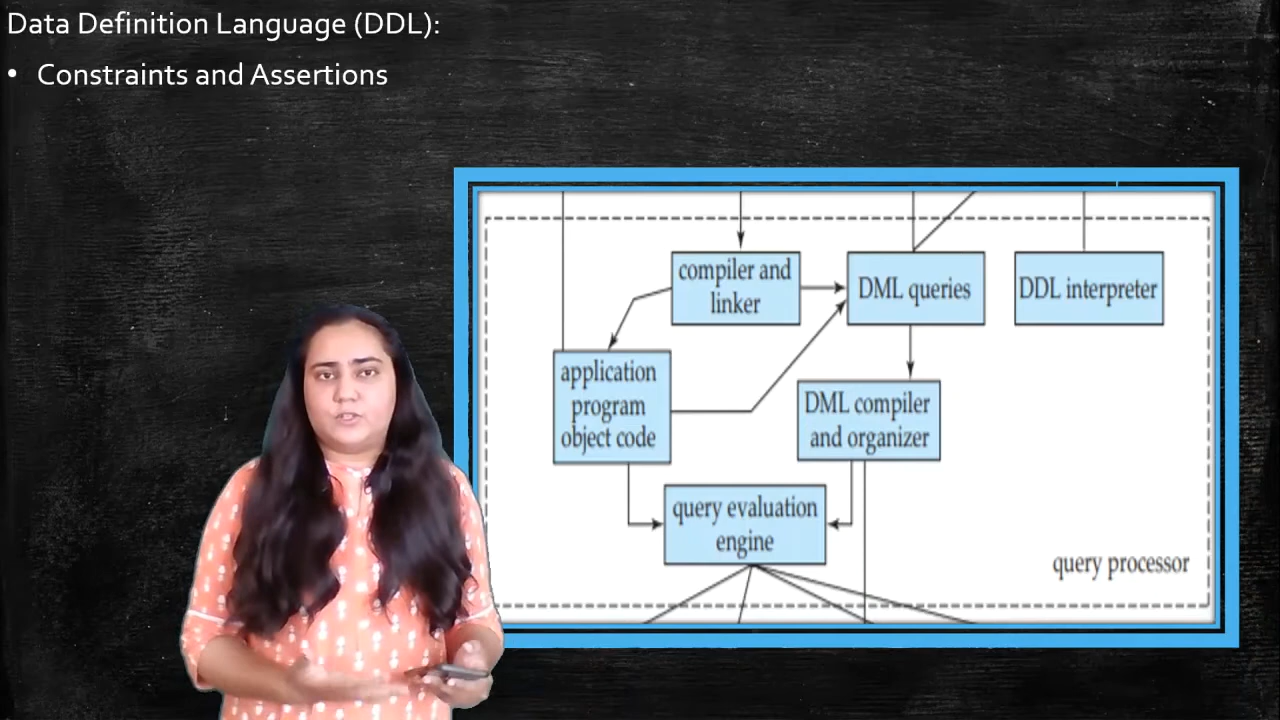 Data Definition Language (DDL):
• Constraints and Assertions
compiler and
linker
DML queries
DDL interpreter
application
program
object code
DML compiler
and organizer
query evaluation
engine
query processor